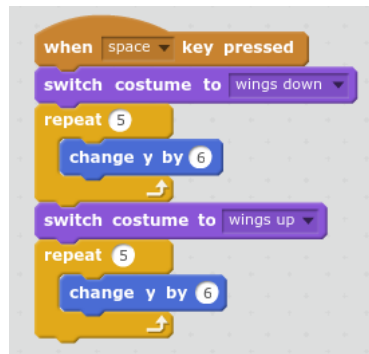 when space key pressed
switch costume to wings down
repeat 5
change y by 6
switch costume to wings up
repeat 5
change y by 6